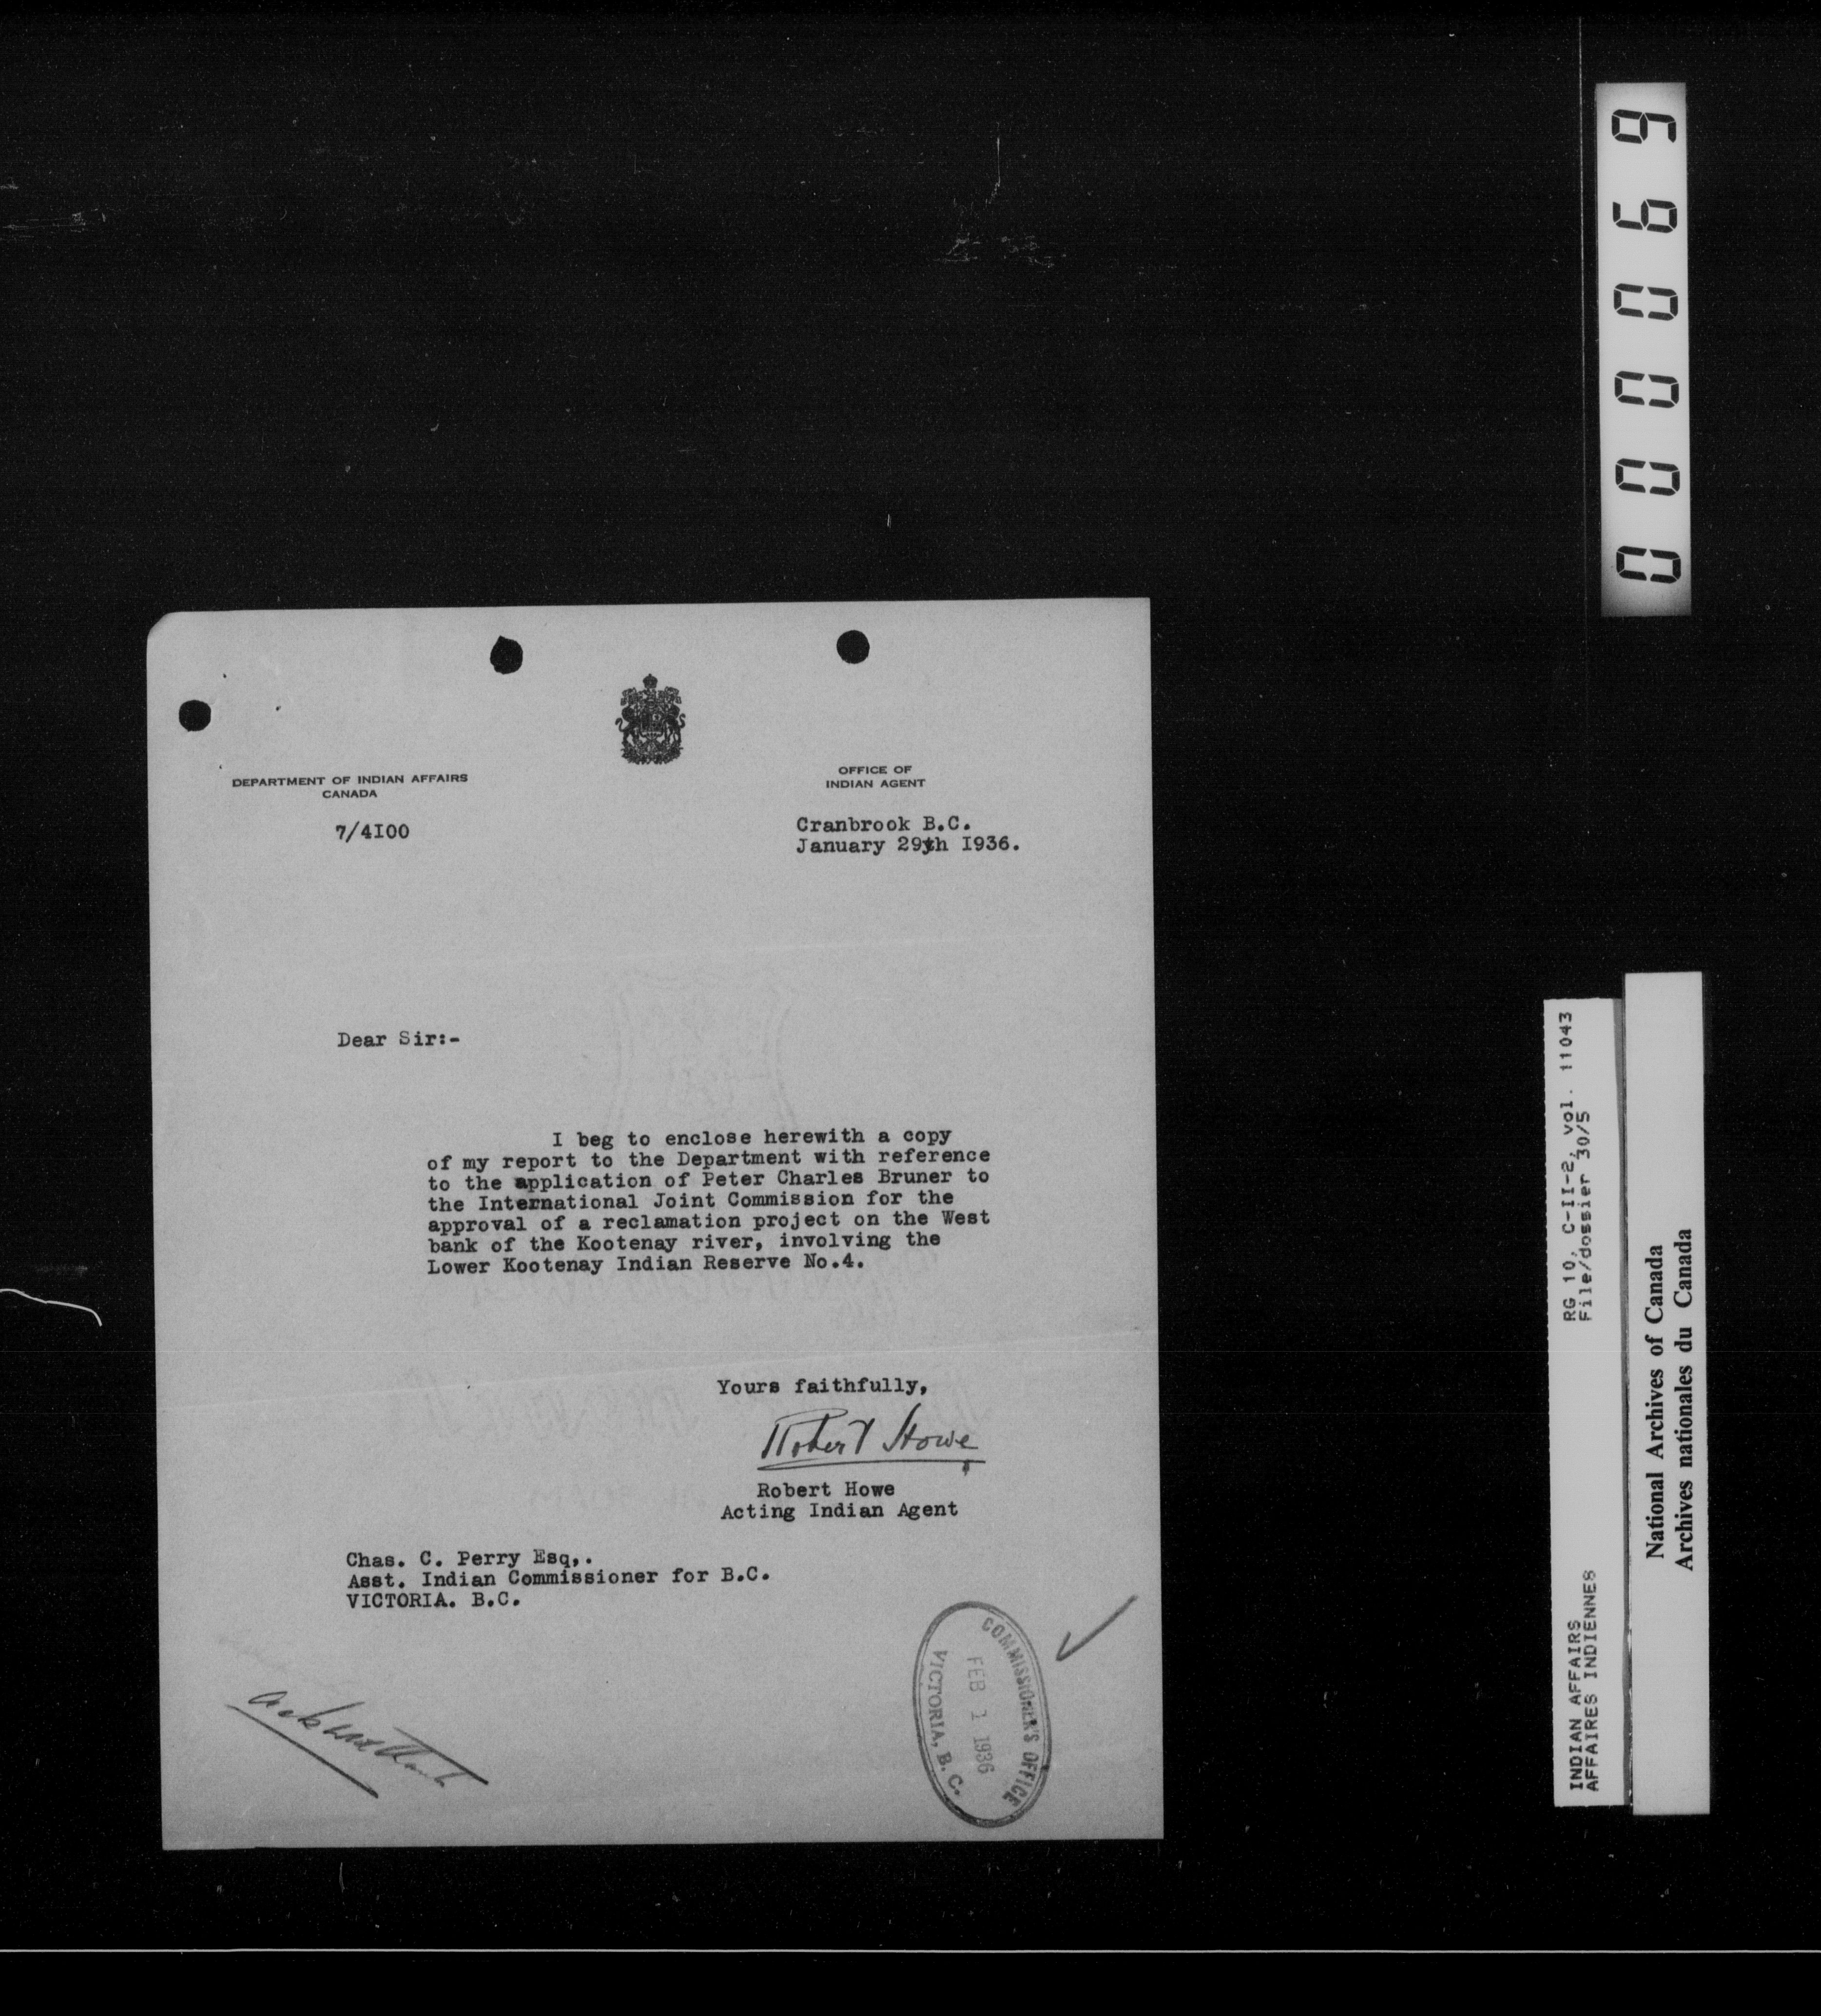 DEPARTMENT OF INDIAN AFFAIRS
CANADA
7/4I00
OFFICE OF
INDIAN AGENT
Cranbrook B.C.
January 29th I936.
Dear Sir:-
I beg to enclose herewith a copy
of my report to the Department with reference
to the application of Peter Charles Bruner to
the International Joint Commission for the
approval of a reclamation project on the West
bank of the Kootenay river, involving the
Lower Kootenay Indian Reserve No.4.
Yours faithfully,
Robert Howe
Robert Howe
Acting Indian Agent
Chas. C. Perry Esq,.
Asst. Indian Commissioner for B.C.
VICTORIA. B.C.
COMMISSIONER'S OFFICE
FEB 1 1936
VICTORIA, B. C.
000069
RG 10, C-II-2, vol. 11043
File/dossier 30/5
INDIAN AFFAIRS
AFFAIRES INDIENNES
National Archives of Canada
Archives nationales du Canada